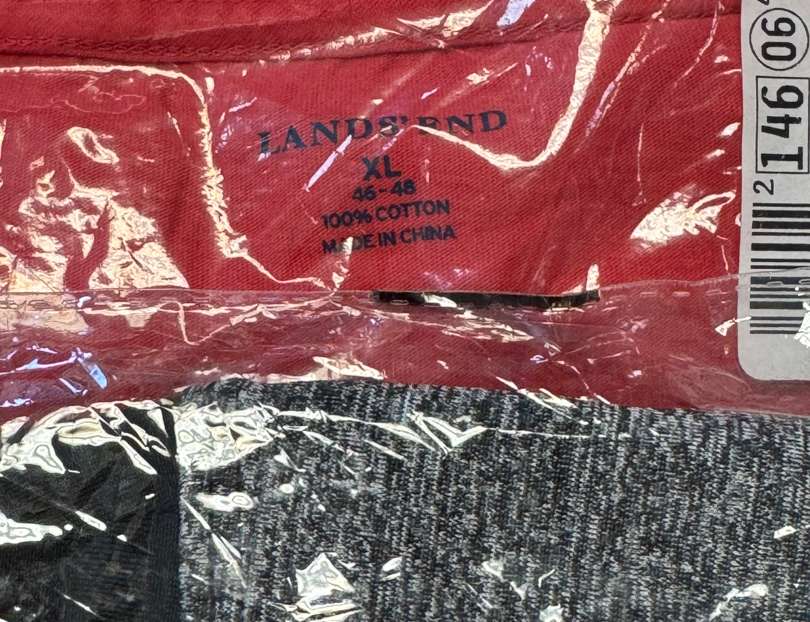 LANDS' END
XL
46-48
100% COTTON
MADE IN CHINA
2 146 06